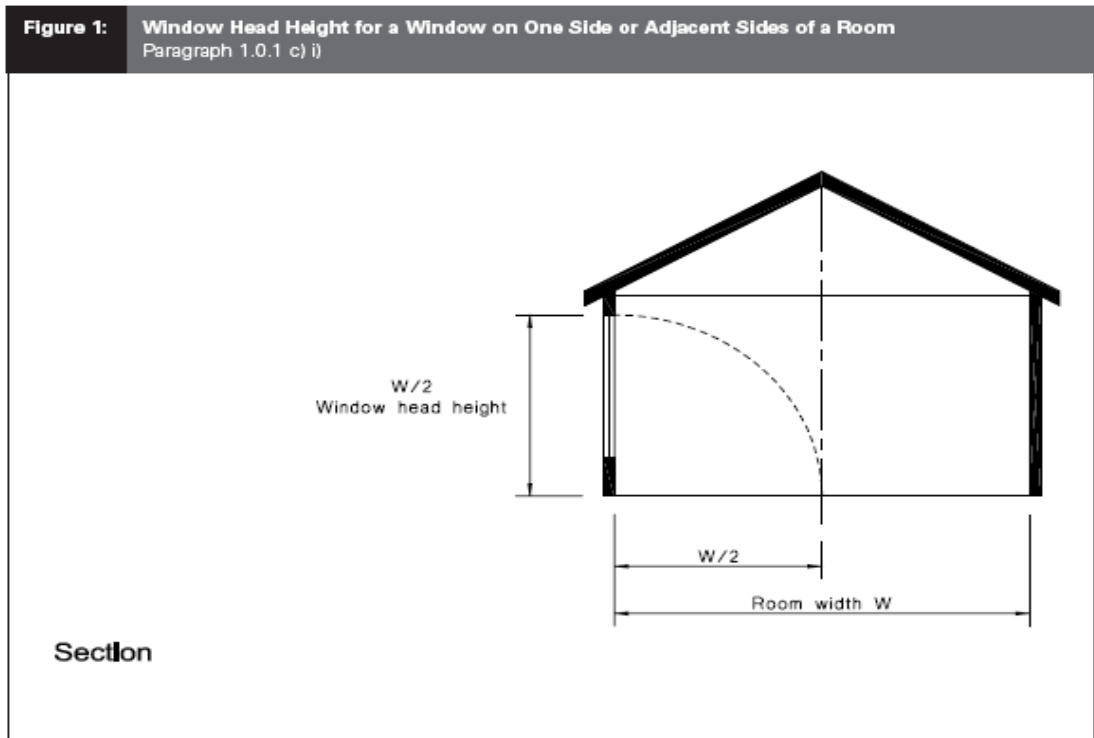 Figure 1: Window Head Height for a Window on One Side or Adjacent Sides of a Room
Paragraph 1.0.1 c) i)
W/2
Window head height
W/2
Room width W
Section